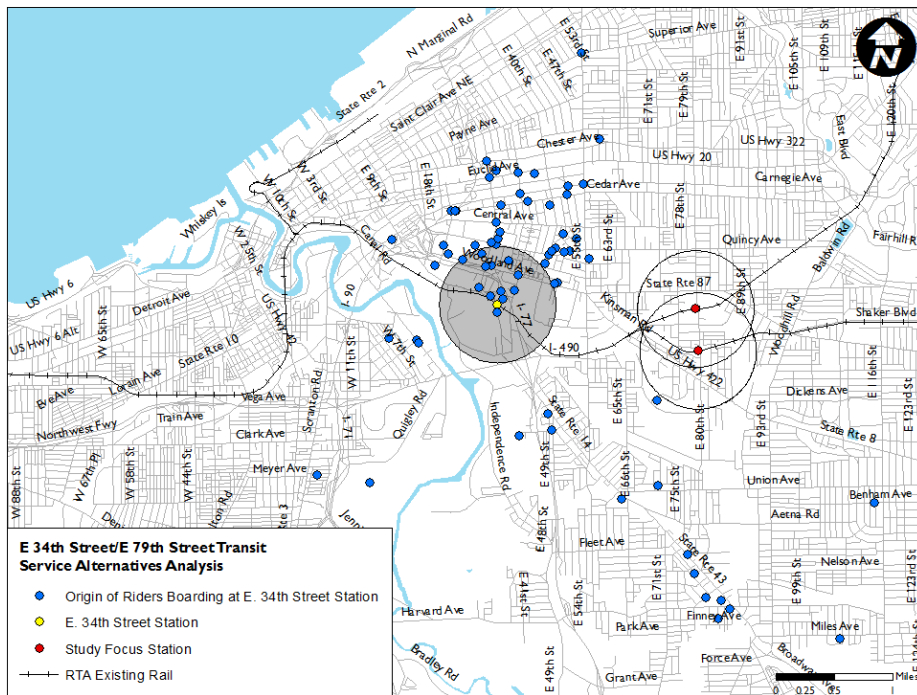 N Marginal Rd
E 53rd St
Superior Ave
E 91st St
E 105th St
E 109th St
N
E 40th St
E 47th St
State Rte 2
Saint Clair Ave NE
E 71st St
E 79th St
E 120th St
Payne Ave
Chester Ave
US Hwy 322
East Blvd
Euclid Ave
US Hwy 20
W 3rd St
E 9th St
E 18th St
Cedar Ave
Carnegie Ave
W 10th St
Whiskey Is
Central Ave
E 55th St
E 63rd St
E 78th St
Canal Rd
Quincy Ave
Baldwin Rd
Fairhill R
W 25th St
Woodland Ave
US Hwy 6
I- 90
State Rte 87
E 89th St
Detroit Ave
US Hwy 42
I- 77
Kinsman Rd
Woodhill Rd
Shaker Blvd
US Hwy 6 Alt
W 65th St
State Rte 10
W 11th St
W 7th St
I- 490
US Hwy 422
E 116th St
Lorain Ave
Eve Ave
Scranton Rd
Dickens Ave
E 123rd St
Vega Ave
Train Ave
Northwest Fwy
I- 71
Quigley Rd
Independence Rd
State Rte 14
E 65th St
E 80th St
E 93rd St
State Rte 8
Clark Ave
E 49th St
W 88th St
W 67th Pl
W 58th St
W 44th St
Meyer Ave
E 66th St
E 75th St
Union Ave
Benham Ave
Aetna Rd
E 48th St
Fleet Ave
State Rte 43
Nelson Ave
E 71st St
E 99th St
E 123rd St
E 41st St
E 54th St
Harvard Ave
Park Ave
Finney Ave
Miles Ave
Bradley Rd
E 49th St
Force Ave
Grant Ave
Broadway Ave
E 34th Street/E 79th Street Transit
Service Alternatives Analysis
Origin of Riders Boarding at E. 34th Street Station
E. 34th Street Station
Study Focus Station
RTA Existing Rail
Miles
0 0.25 0.5 1